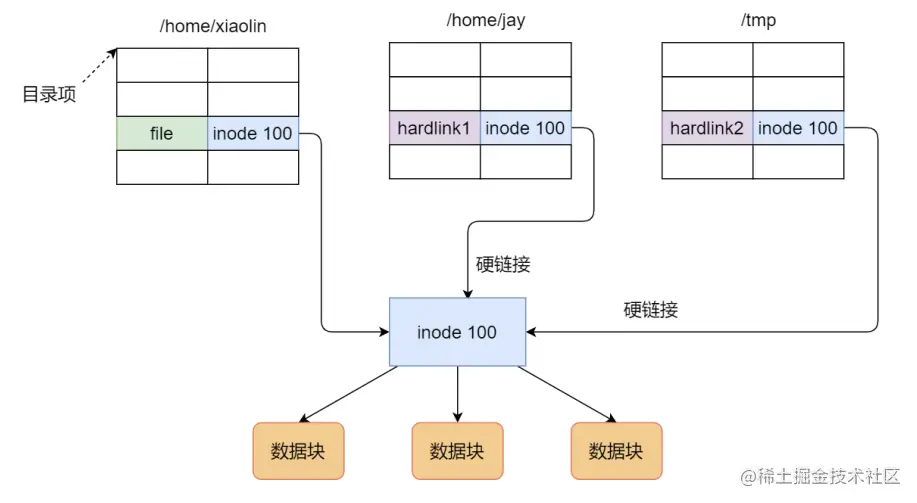 /home/xiaolin
/home/jay
/tmp
目录项
file
inode 100
hardlink1
inode 100
hardlink2
inode 100
硬链接
硬链接
inode 100
数据块
数据块
数据块
@稀土掘金技术社区